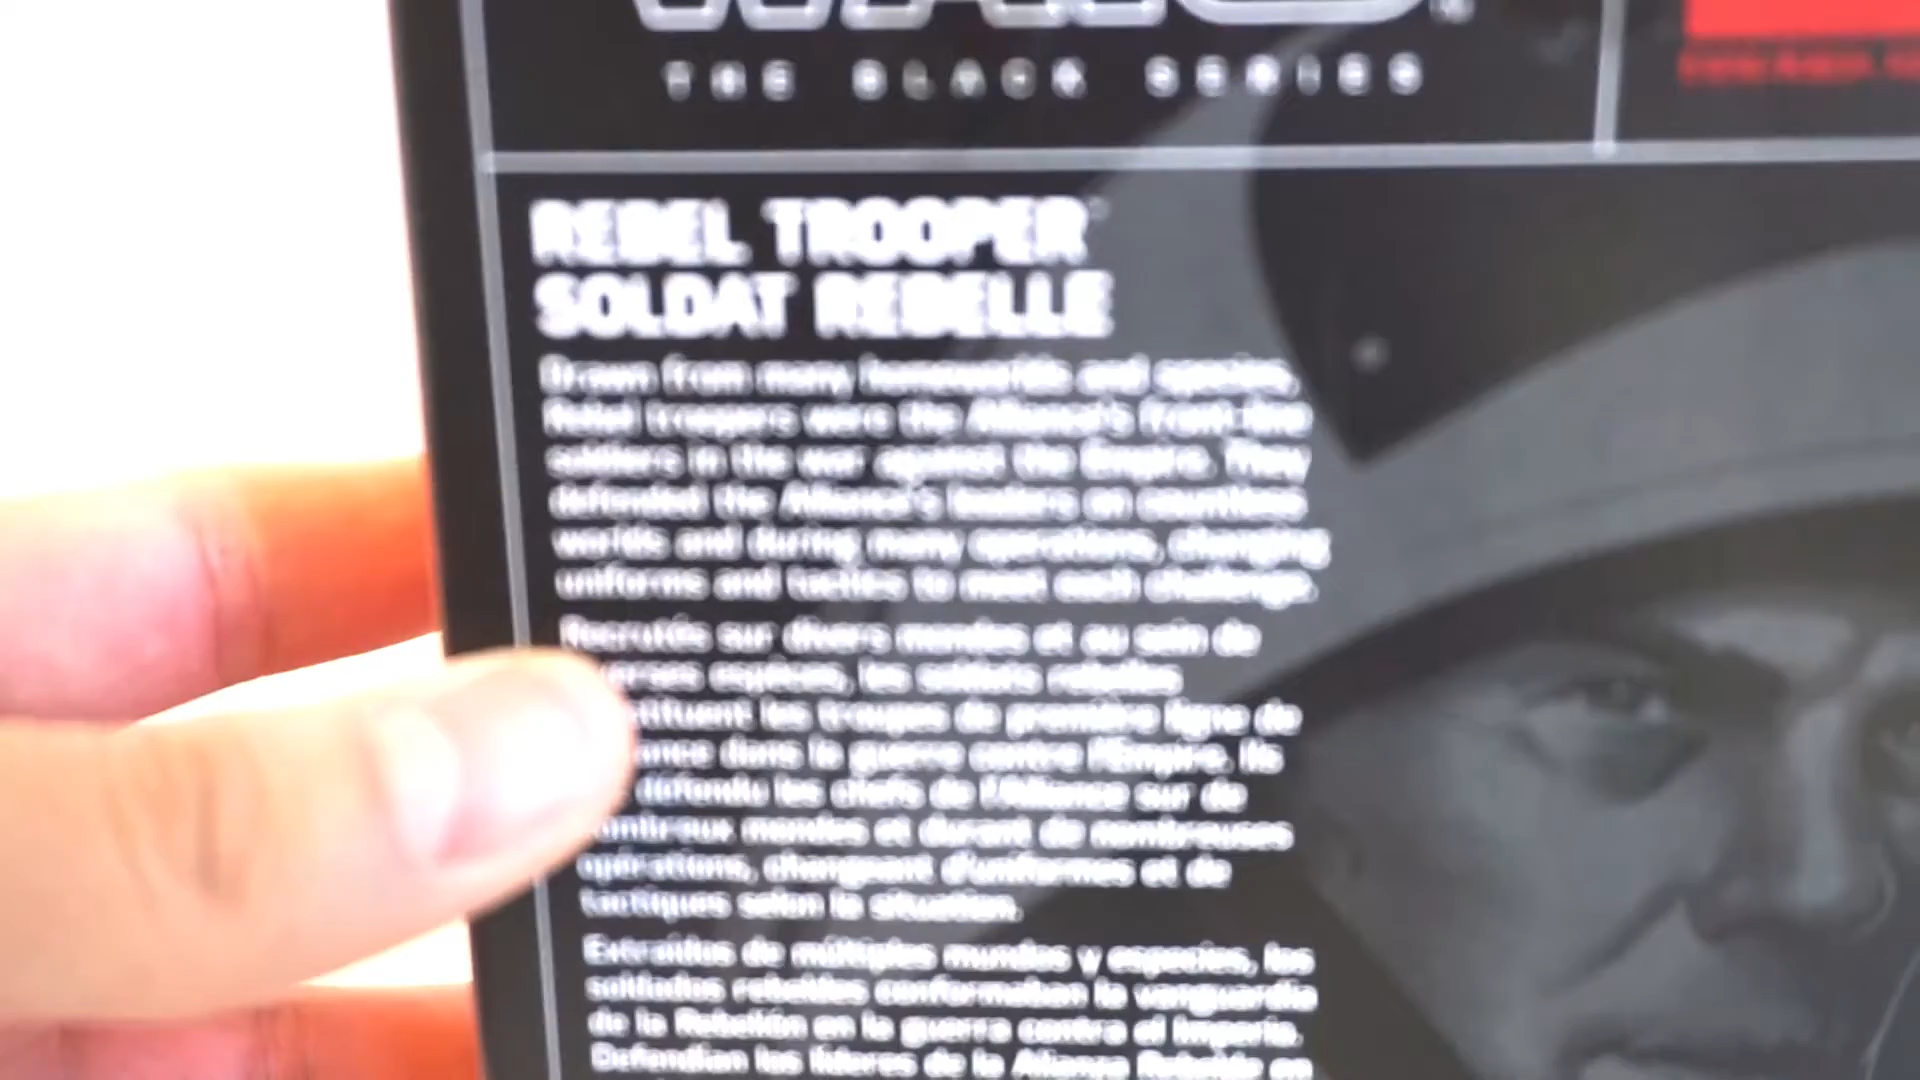 WARS
THE BLACK SERIES
REBEL TROOPER
SOLDAT REBELLE
Drawn from many homeworlds and species,
Rebel troopers were the Alliance's front-line
soldiers in the war against the Empire. They
defended the Alliance's leaders on countless
worlds and during many operations, changing
uniforms and tactics to meet each challenge.
Recrutés sur divers mondes et au sein de
espèces, les soldats rebelles
les troupes de première ligne de
dans la guerre contre l'Empire. Ils
défendu les chefs de l'Alliance sur de
mondes et durant de nombreuses
opérations, changeant d'uniformes et de
tactiques selon la situation.
Extraídos de múltiples mundos y especies, los
soldados rebeldes conformaban la vanguardia
de la Rebelión en la guerra contra el Imperio.
Defendían los líderes de la Alianza Rebelde en